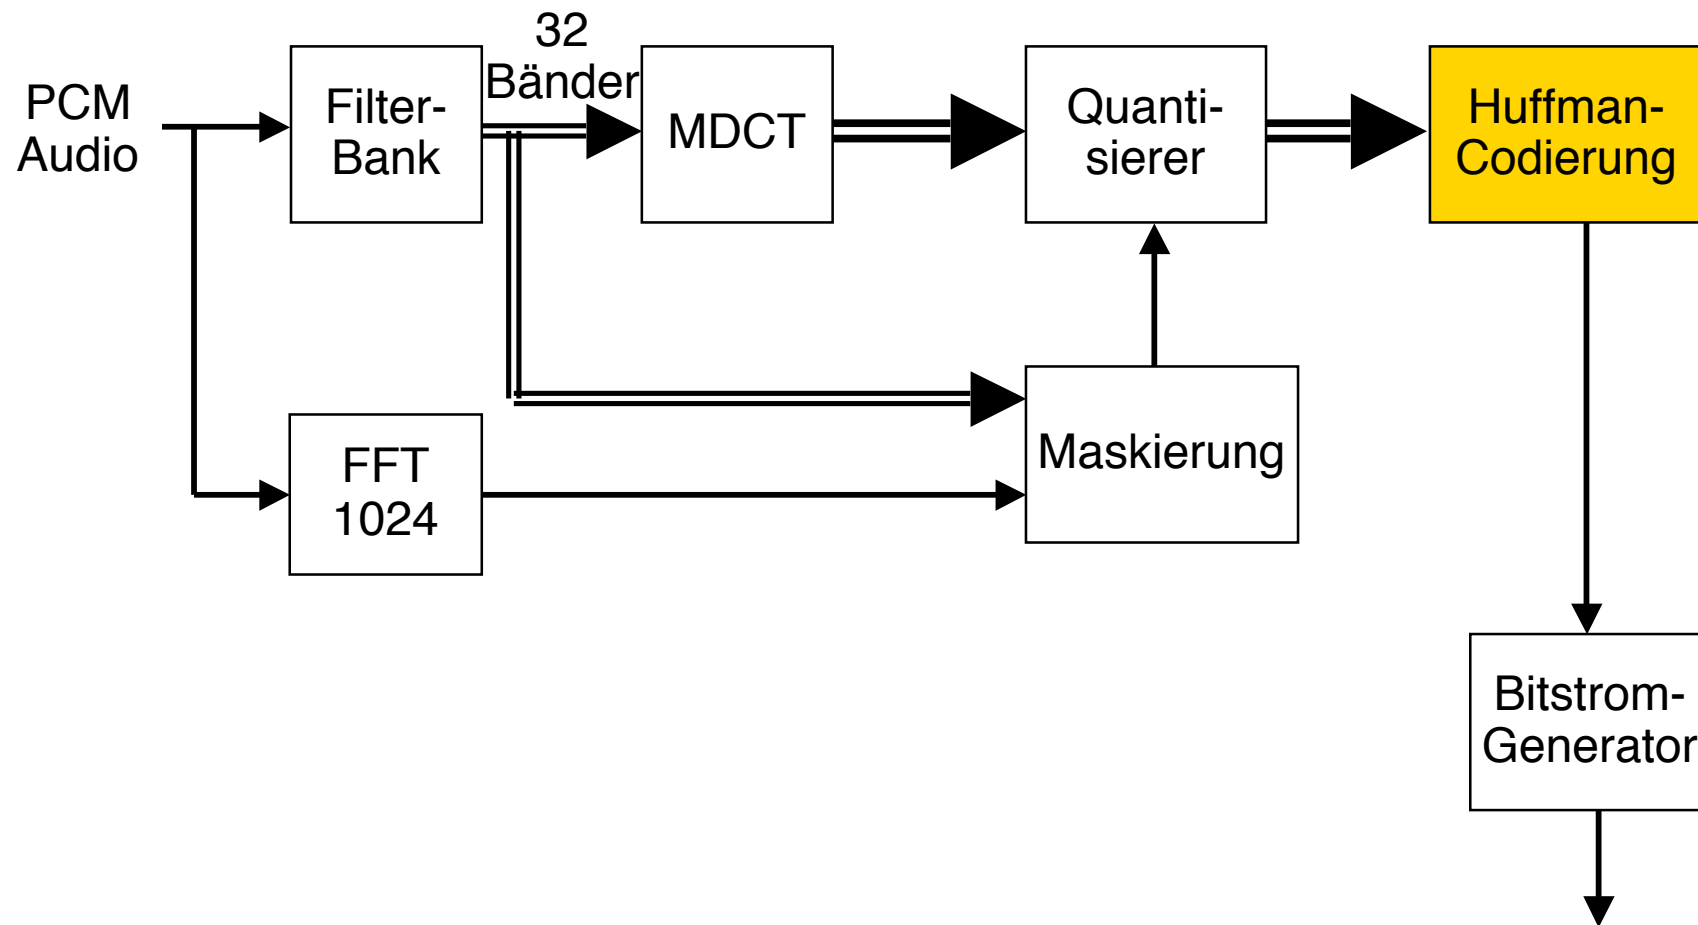 PCM
Audio
Filter-
Bank
32
Bänder
MDCT
Quanti-
sierer
Huffman-
Codierung
FFT
1024
Maskierung
Bitstrom-
Generator